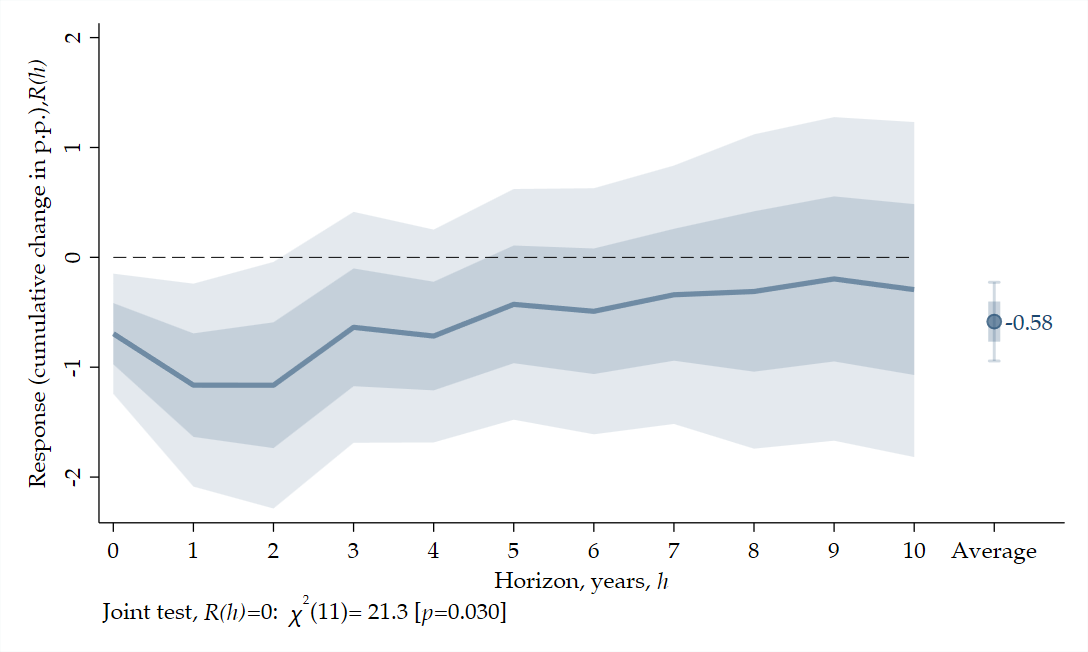 Response (cumulative change in p.p.),R(h)
2
1
0
-1
-2
-0.58
0 1 2 3 4 5 6 7 8 9 10 Average
Horizon, years, h
Joint test, R(h)=0: χ²(11)= 21.3 [p=0.030]